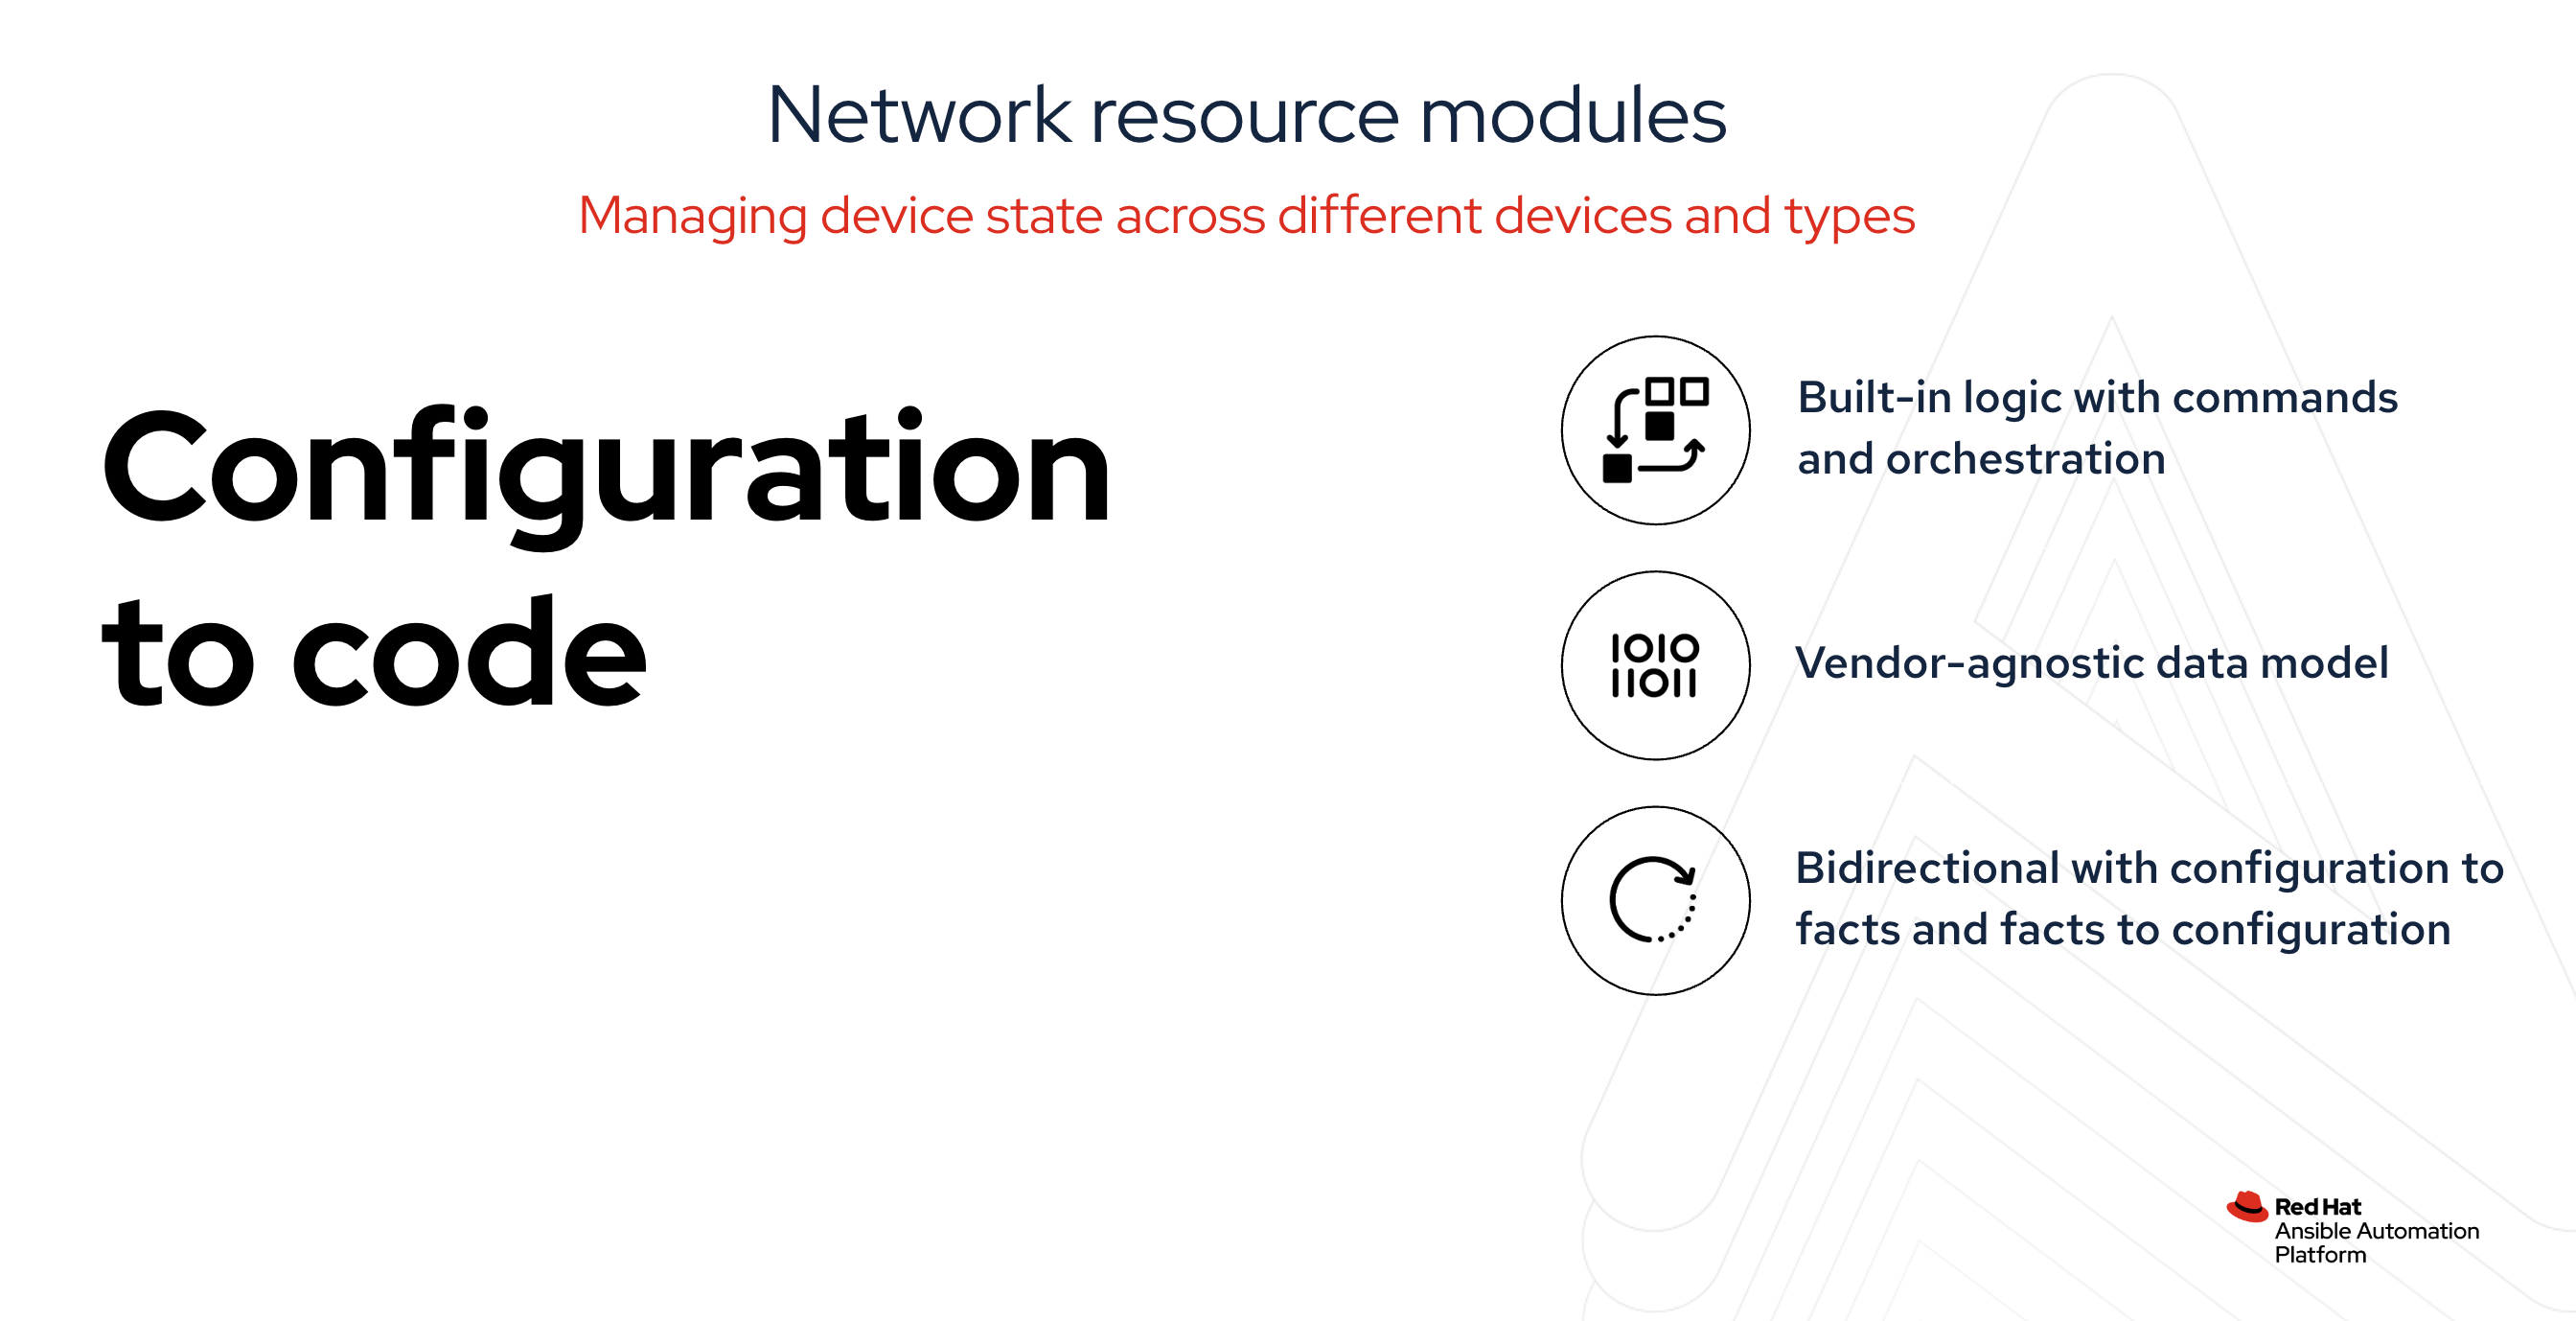 Network resource modules
Managing device state across different devices and types
Configuration
to code
Built-in logic with commands
and orchestration
1010
11011
Vendor-agnostic data model
Bidirectional with configuration to
facts and facts to configuration
Red Hat
Ansible Automation
Platform